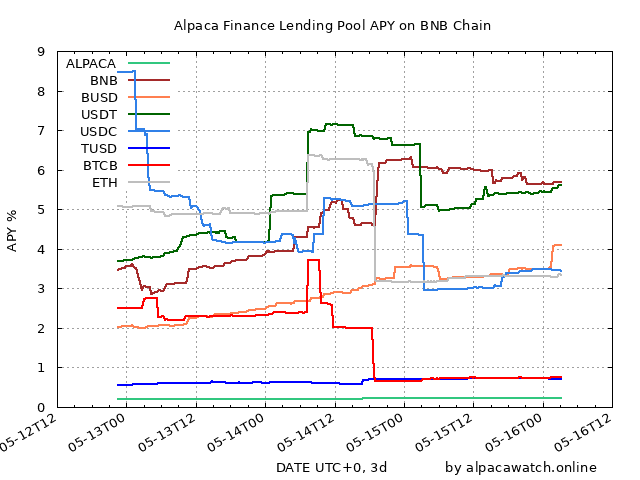 Alpaca Finance Lending Pool APY on BNB Chain
9
8
7
6
5
4
3
2
1
0
APY %
ALPACA
BNB
BUSD
USDT
USDC
TUSD
BTCB
ETH
05-12T12
05-13T00
05-13T12
05-14T00
05-14T12
05-15T00
05-15T12
05-16T00
05-16T12
DATE UTC+0, 3d
by alpacawatch.online